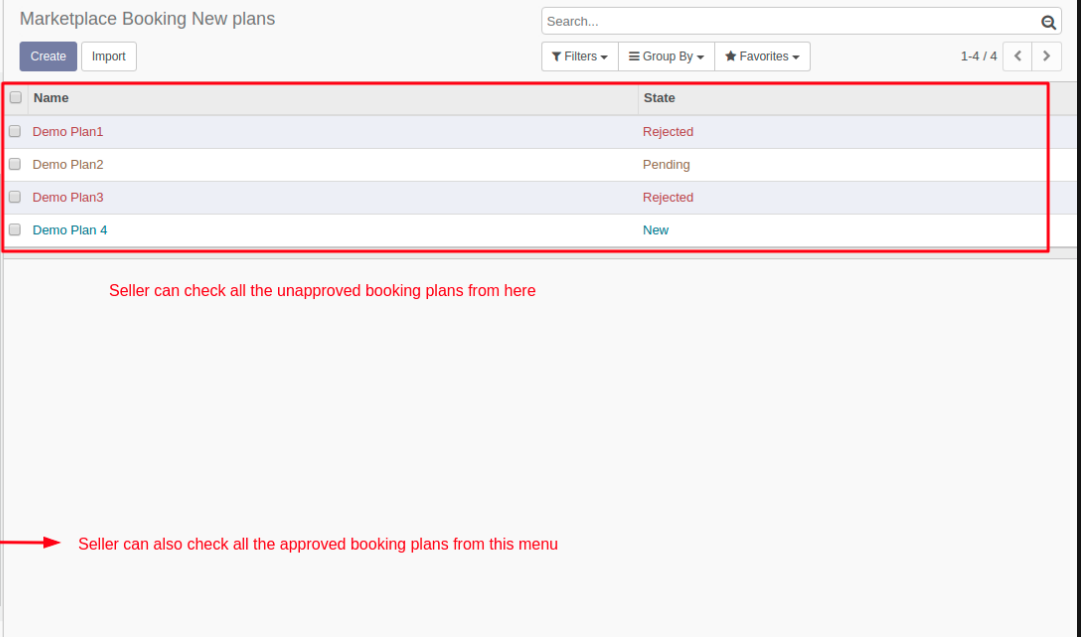 Marketplace Booking New plans
Search...
Create Import
Filters Group By Favorites 1-4 / 4
Name State
Demo Plan1 Rejected
Demo Plan2 Pending
Demo Plan3 Rejected
Demo Plan 4 New
Seller can check all the unapproved booking plans from here
Seller can also check all the approved booking plans from this menu